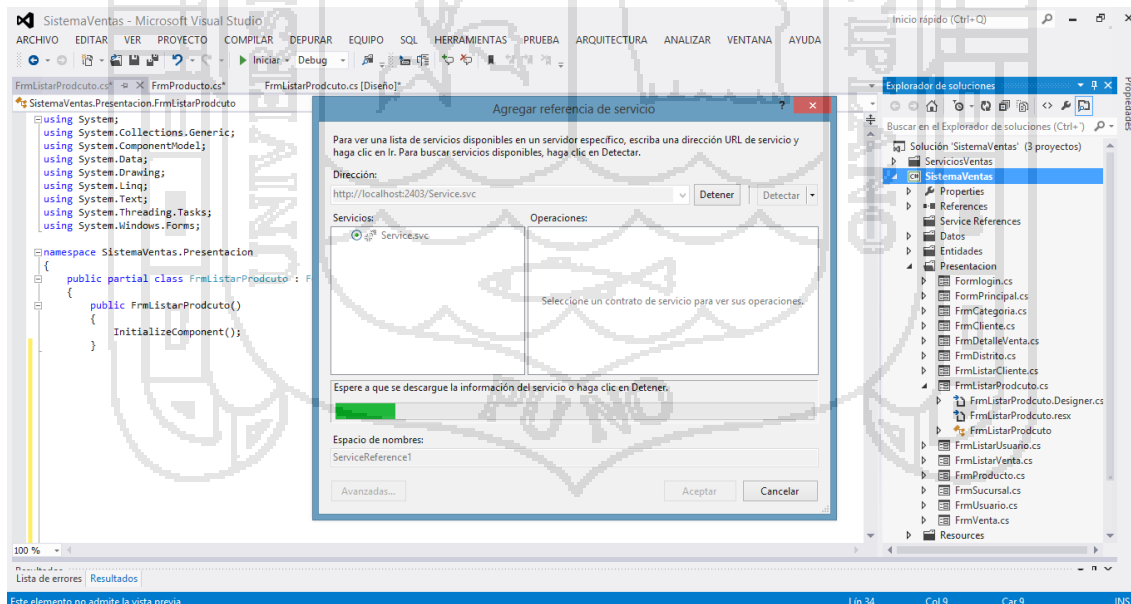 SistemaVentas - Microsoft Visual Studio
Inicio rápido (Ctrl+Q)
ARCHIVO EDITAR VER PROYECTO COMPILAR DEPURAR EQUIPO SQL HERRAMIENTAS PRUEBA ARQUITECTURA ANALIZAR VENTANA AYUDA
Iniciar Debug
FrmListarProdcuto.cs* FrmProducto.cs* FrmListarProdcuto.cs [Diseño]*
SistemaVentas.Presentacion.FrmListarProdcuto
using System;
using System.Collections.Generic;
using System.ComponentModel;
using System.Data;
using System.Drawing;
using System.Linq;
using System.Text;
using System.Threading.Tasks;
using System.Windows.Forms;
namespace SistemaVentas.Presentacion
{
public partial class FrmListarProdcuto : F
{
public FrmListarProdcuto()
{
InitializeComponent();
}
100 %
Agregar referencia de servicio
Para ver una lista de servicios disponibles en un servidor específico, escriba una dirección URL de servicio y
haga clic en Ir. Para buscar servicios disponibles, haga clic en Detectar.
Dirección:
http://localhost:2403/Service.svc
Detener Detectar
Servicios: Operaciones:
Service.svc
Seleccione un contrato de servicio para ver sus operaciones.
Espere a que se descargue la información del servicio o haga clic en Detener.
Espacio de nombres:
ServiceReference1
Avanzadas... Aceptar Cancelar
Explorador de soluciones
Buscar en el Explorador de soluciones (Ctrl+´)
Solución 'SistemaVentas' (3 proyectos)
ServiciosVentas
SistemaVentas
Properties
References
Service References
Datos
Entidades
Presentacion
Formlogin.cs
FormPrincipal.cs
FrmCategoria.cs
FrmCliente.cs
FrmDetalleVenta.cs
FrmDistrito.cs
FrmListarCliente.cs
FrmListarProdcuto.cs
FrmListarProdcuto.Designer.cs
FrmListarProdcuto.resx
FrmListarProdcuto
FrmListarUsuario.cs
FrmListarVenta.cs
FrmProducto.cs
FrmSucursal.cs
FrmUsuario.cs
FrmVenta.cs
Resources
Propiedades
Lista de errores Resultados
Este elemento no admite la vista previa
Lín 34 Col 9 Car 9 INS
PUNO